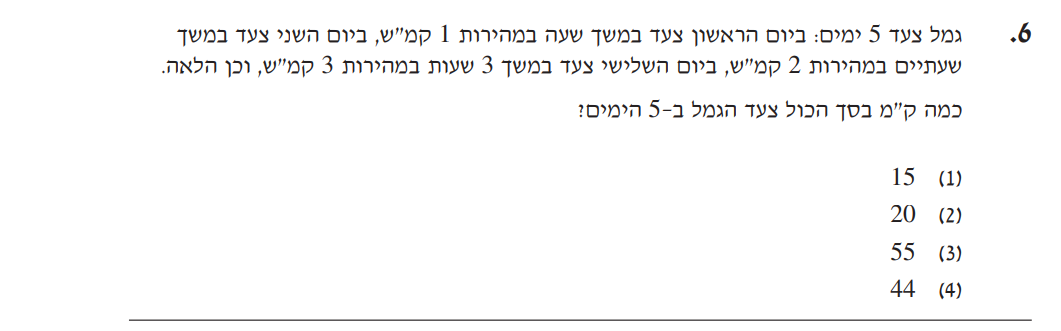 6. גמל צעד 5 ימים: ביום הראשון צעד במשך שעה במהירות 1 קמ"ש, ביום השני צעד במשך
שעתיים במהירות 2 קמ"ש, ביום השלישי צעד במשך 3 שעות במהירות 3 קמ"ש, וכן הלאה.
כמה ק"מ בסך הכול צעד הגמל ב-5 הימים?
(1) 15
(2) 20
(3) 55
(4) 44